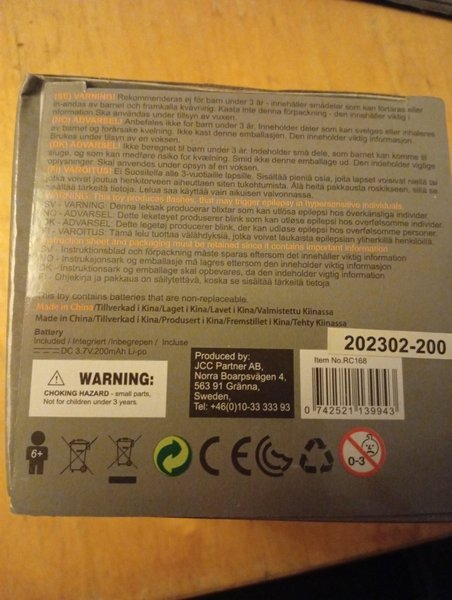 (SE) VARNING! Rekommenderas ej för barn under 3 år - innehåller smådelar som kan förtäras eller
in-andas av barnet och framkalla kvävning. Kasta inte denna förpackning - den innehåller viktig
information Ska användas under tillsyn av vuxen.
(NO) ADVARSEL! Anbefales ikke for barn under 3 år. Inneholder dater som kan svelges eller inhaleres
av barnet og forårsake kvelning. Ikke kast denne emballasjen. Den inneholder viktig informasjon.
Brukes under tilsyn av en voksen.
(DK) ADVARSEL! Ikke beregnet til børn under 3 år. Indeholder små dele, som barnet kan komme til
sluge, og som kan medføre risiko for kvælning. Smid ikke denne emballage ud. Den indeholder viglige
oplysninger. Skal anvendes under opsyn af en voksen.
(FI) VAROITUS! Ei Suositella alle 3-vuotiaille lapsille. Sisältää pieniä osia, joita lapset voisivat niellä tai
jotka voivat joutua henkitorveen aiheuttaen siten tukehtumista. Älä heitä pakkausta roskikseen, sillä se
sisältää tärkeitä tietoja. Lelua saa käyttää vain aikuisen valvonnassa.
WARNING: This toy produces flashes, that may trigger epilepsi in hypersensitive individuals.
SV - VARNING: Denna leksak producerar blixtar som kan utlösa epilepsi hos överkänsliga individer.
NO - ADVARSEL: Dette leketøyet produserer blink som kan utløse epilepsi hos overfølsomme individer.
DK - ADVARSEL: Dette legetøj producerer blink, der kan udløse epilepsi hos overfølsomme personer.
FI - VAROITUS: Tämä lelu tuottaa valähdyksiä, jotka voivat laukaista epilepsian yliherkillä henkilöillä.
Instruction sheet and packaging must be retained since it contains important information
SV - Instruktionsblad och förpackning måste sparas eftersom det innehåller viktig information
NO - Instruksjonsark og emballasje må lagres ettersom den inneholder viktig informasjon
DK - Instruktionsark og emballage skal opbevares, da den indeholder vigtig information
FI - Ohjekirja ja pakkaus on säilytettävä, koska se sisältää tärkeitä tietoja.
This toy contains batteries that are non-replaceable.
Made in China/Tillverkad i Kina/Laget i Kina/Lavet i Kina/Valmistettu Kiinassa
Made in China/Tillverkad i Kina/Produsert i Kina/Fremstillet i Kina/Tehty Kiinassa
Battery
Included / Integriert /Inbegrepen / Incluse
DC 3.7V.200mAh Li-po
202302-200
WARNING:
CHOKING HAZARD - small parts,
Not for children under 3 years.
Produced by:
JCC Partner AB,
Norra Boarpsvägen 4,
563 91 Gränna,
Sweden,
Tel: +46(0)10-33 333 93
Item No.RC168
0 742521 139943
6+
CE
0-3